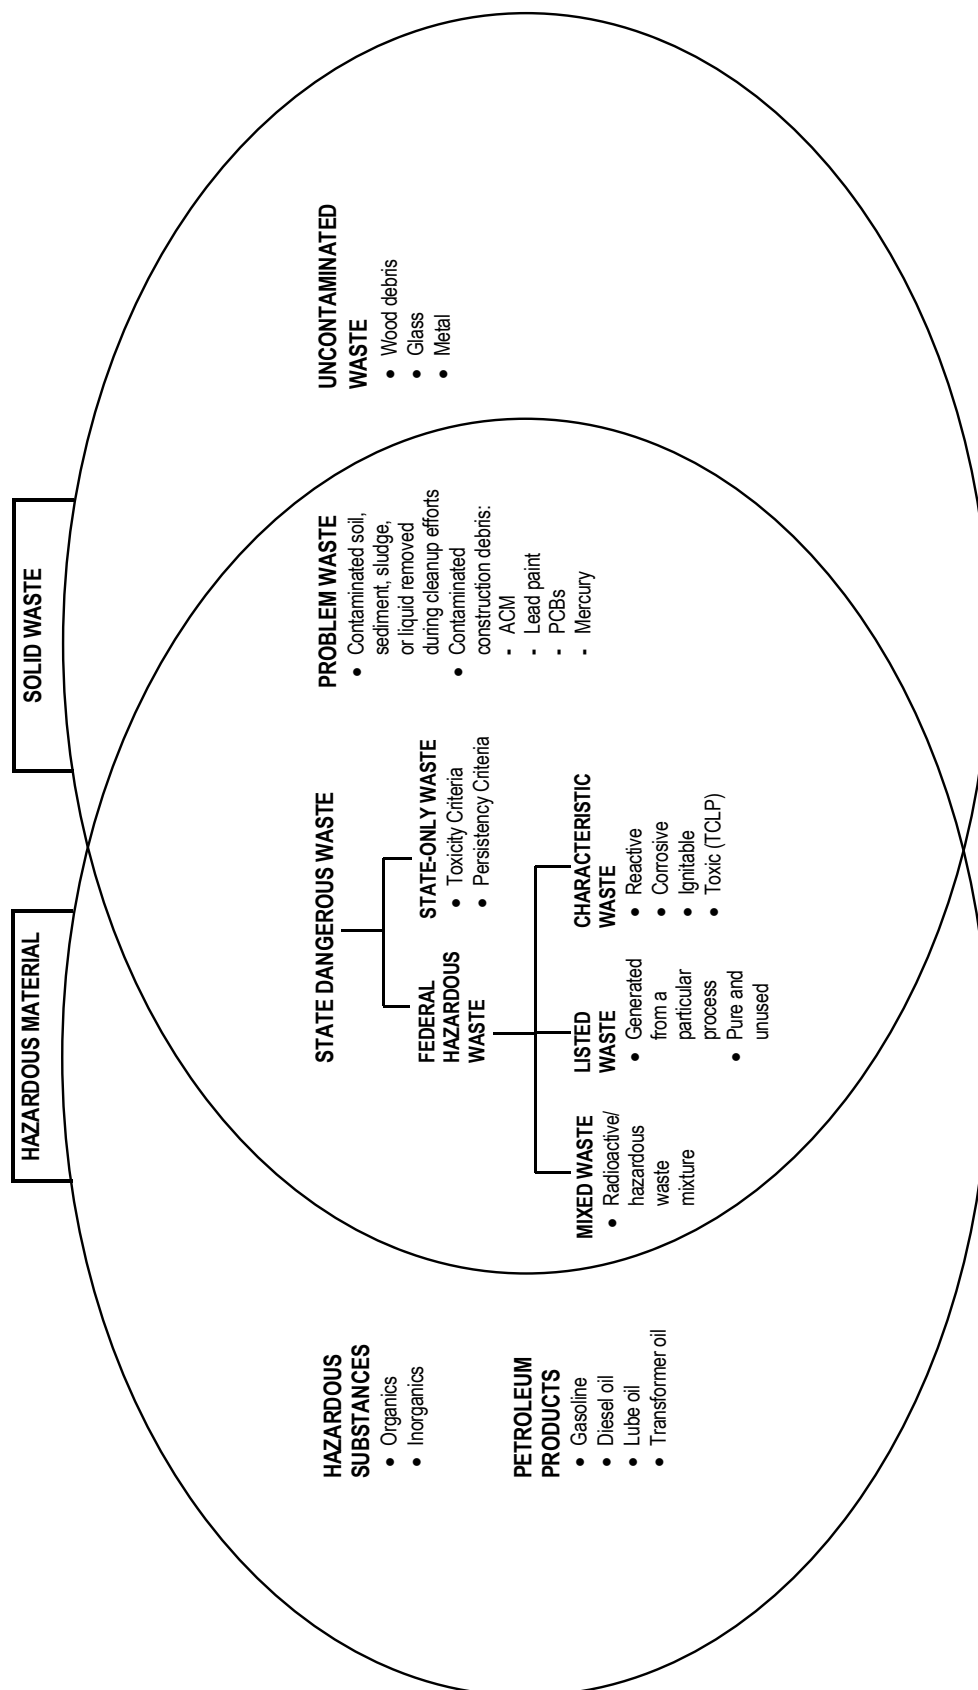 HAZARDOUS MATERIAL
SOLID WASTE
HAZARDOUS
SUBSTANCES
• Organics
• Inorganics
PETROLEUM
PRODUCTS
• Gasoline
• Diesel oil
• Lube oil
• Transformer oil
STATE DANGEROUS WASTE
FEDERAL
HAZARDOUS
WASTE
STATE-ONLY WASTE
• Toxicity Criteria
• Persistency Criteria
MIXED WASTE
• Radioactive/
hazardous
waste
mixture
LISTED
WASTE
• Generated
from a
particular
process
• Pure and
unused
CHARACTERISTIC
WASTE
• Reactive
• Corrosive
• Ignitable
• Toxic (TCLP)
PROBLEM WASTE
• Contaminated soil,
sediment, sludge,
or liquid removed
during cleanup efforts
• Contaminated
construction debris:
- ACM
- Lead paint
- PCBs
- Mercury
UNCONTAMINATED
WASTE
• Wood debris
• Glass
• Metal